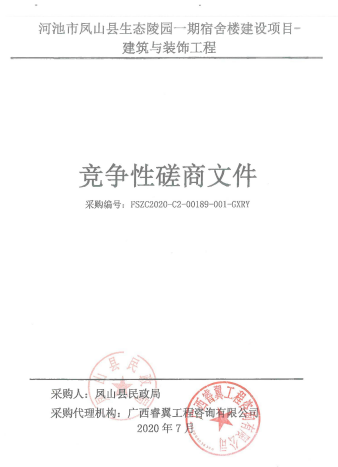 河池市凤山县生态陵园一期宿舍楼建设项目-
建筑与装饰工程
竞争性磋商文件
采购编号：FSZC2020-C2-00189-001-GXRY
采购人：凤山县民政局
采购代理机构：广西睿翼工程咨询有限公司
2020 年 7 月